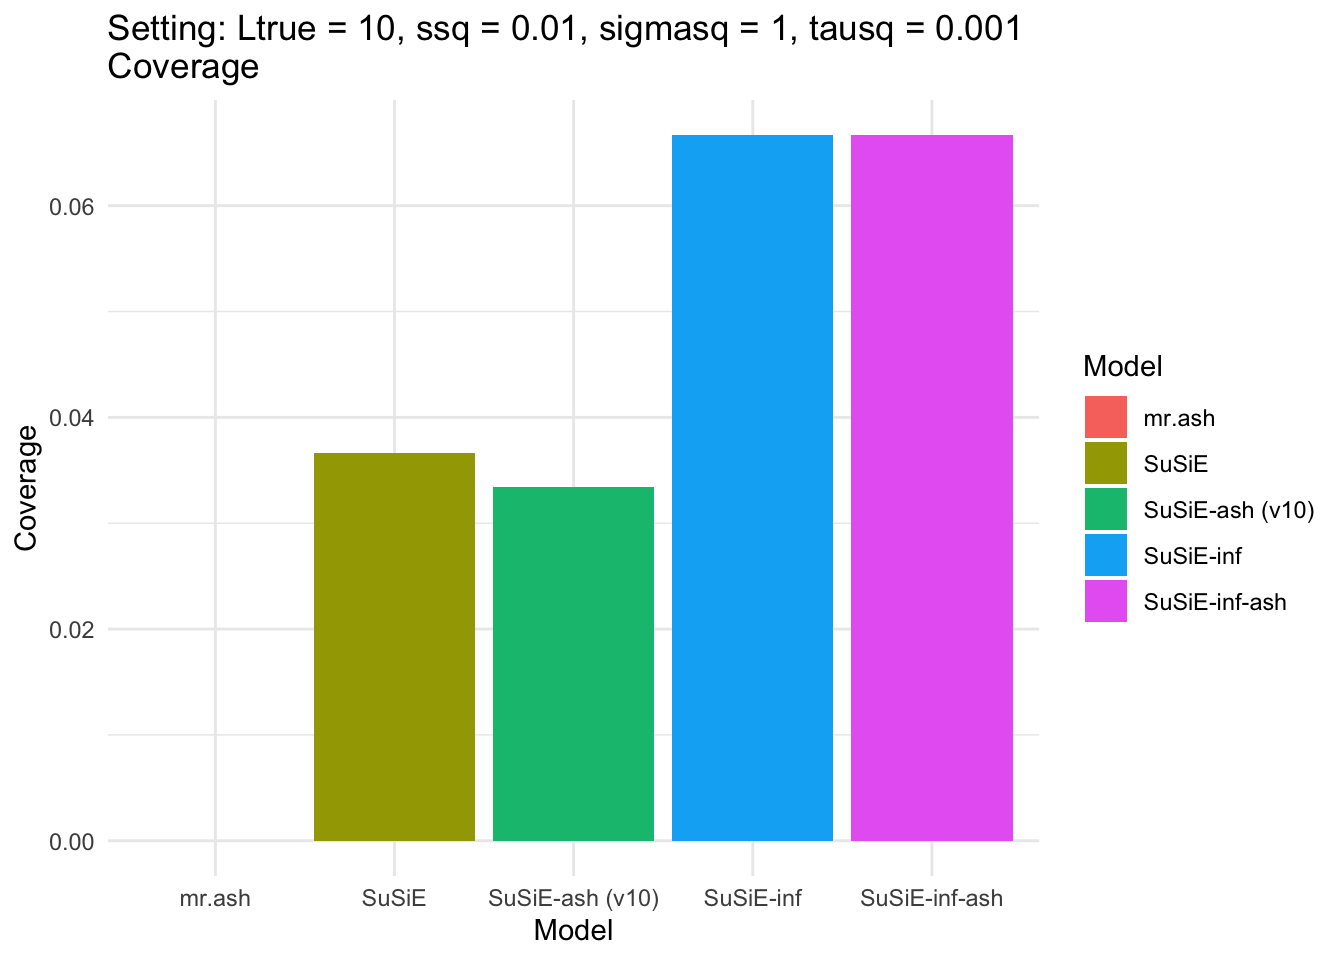 Setting: Ltrue = 10, ssq = 0.01, sigmasq = 1, tausq = 0.001
Coverage
Coverage
0.06
0.04
0.02
0.00
mr.ash
SuSiE
SuSiE-ash (v10)
SuSiE-inf
SuSiE-inf-ash
Model
Model
mr.ash
SuSiE
SuSiE-ash (v10)
SuSiE-inf
SuSiE-inf-ash